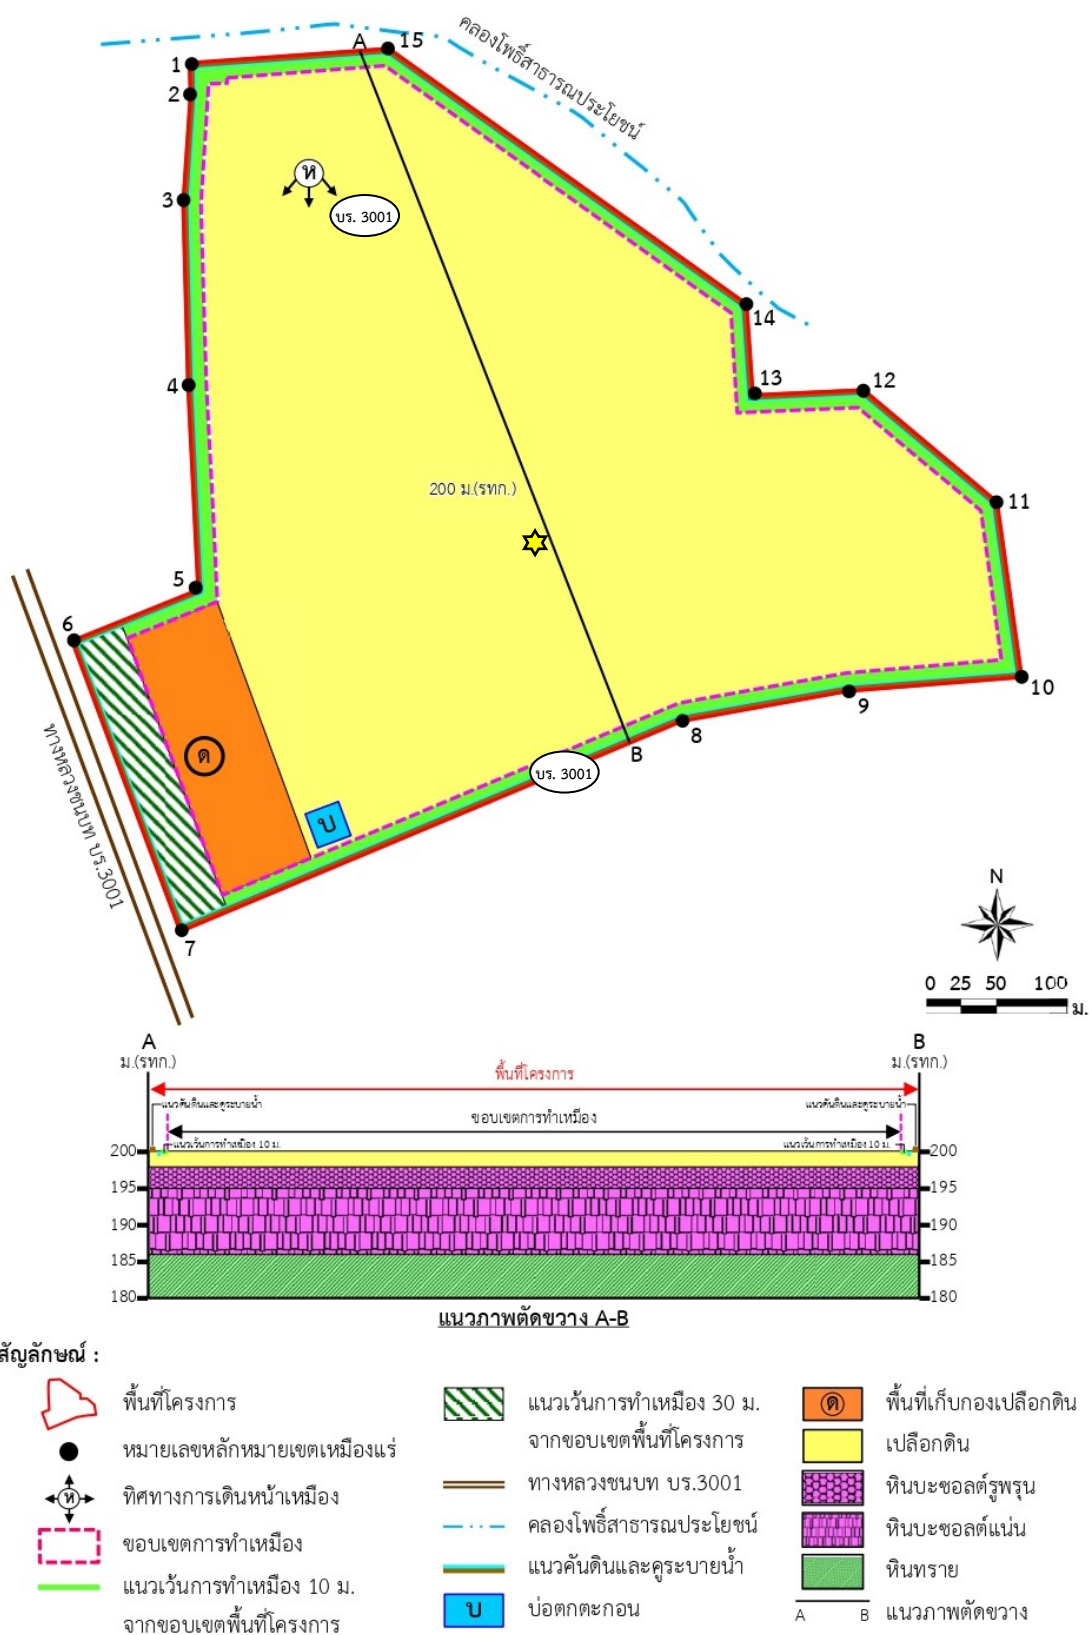 คลองโพธิ์สาธารณประโยชน์
A
15
1
2
ห
3
บร. 3001
14
13
12
4
200 ม.(รทก.)
11
5
6
10
9
8
B
ด
บร. 3001
ทางหลวงชนบท บร.3001
บ
7
N
0 25 50 100
ม.
A
B
ม.(รทก.)
ม.(รทก.)
พื้นที่โครงการ
แนวคันดินและคูระบายน้ำ
แนวคันดินและคูระบายน้ำ
ขอบเขตการทำเหมือง
แนวเว้นการทำเหมือง 10 ม.
แนวเว้นการทำเหมือง 10 ม.
200
200
195
195
190
190
185
185
180
180
แนวภาพตัดขวาง A-B
สัญลักษณ์ :
พื้นที่โครงการ
หมายเลขหลักหมายเขตเหมืองแร่
ห
ทิศทางการเดินหน้าเหมือง
ขอบเขตการทำเหมือง
แนวเว้นการทำเหมือง 10 ม.
จากขอบเขตพื้นที่โครงการ
แนวเว้นการทำเหมือง 30 ม.
จากขอบเขตพื้นที่โครงการ
ทางหลวงชนบท บร.3001
คลองโพธิ์สาธารณประโยชน์
แนวคันดินและคูระบายน้ำ
บ
บ่อตกตะกอน
ด
พื้นที่เก็บกองเปลือกดิน
เปลือกดิน
หินบะซอลต์รูพรุน
หินบะซอลต์แน่น
หินทราย
A B แนวภาพตัดขวาง